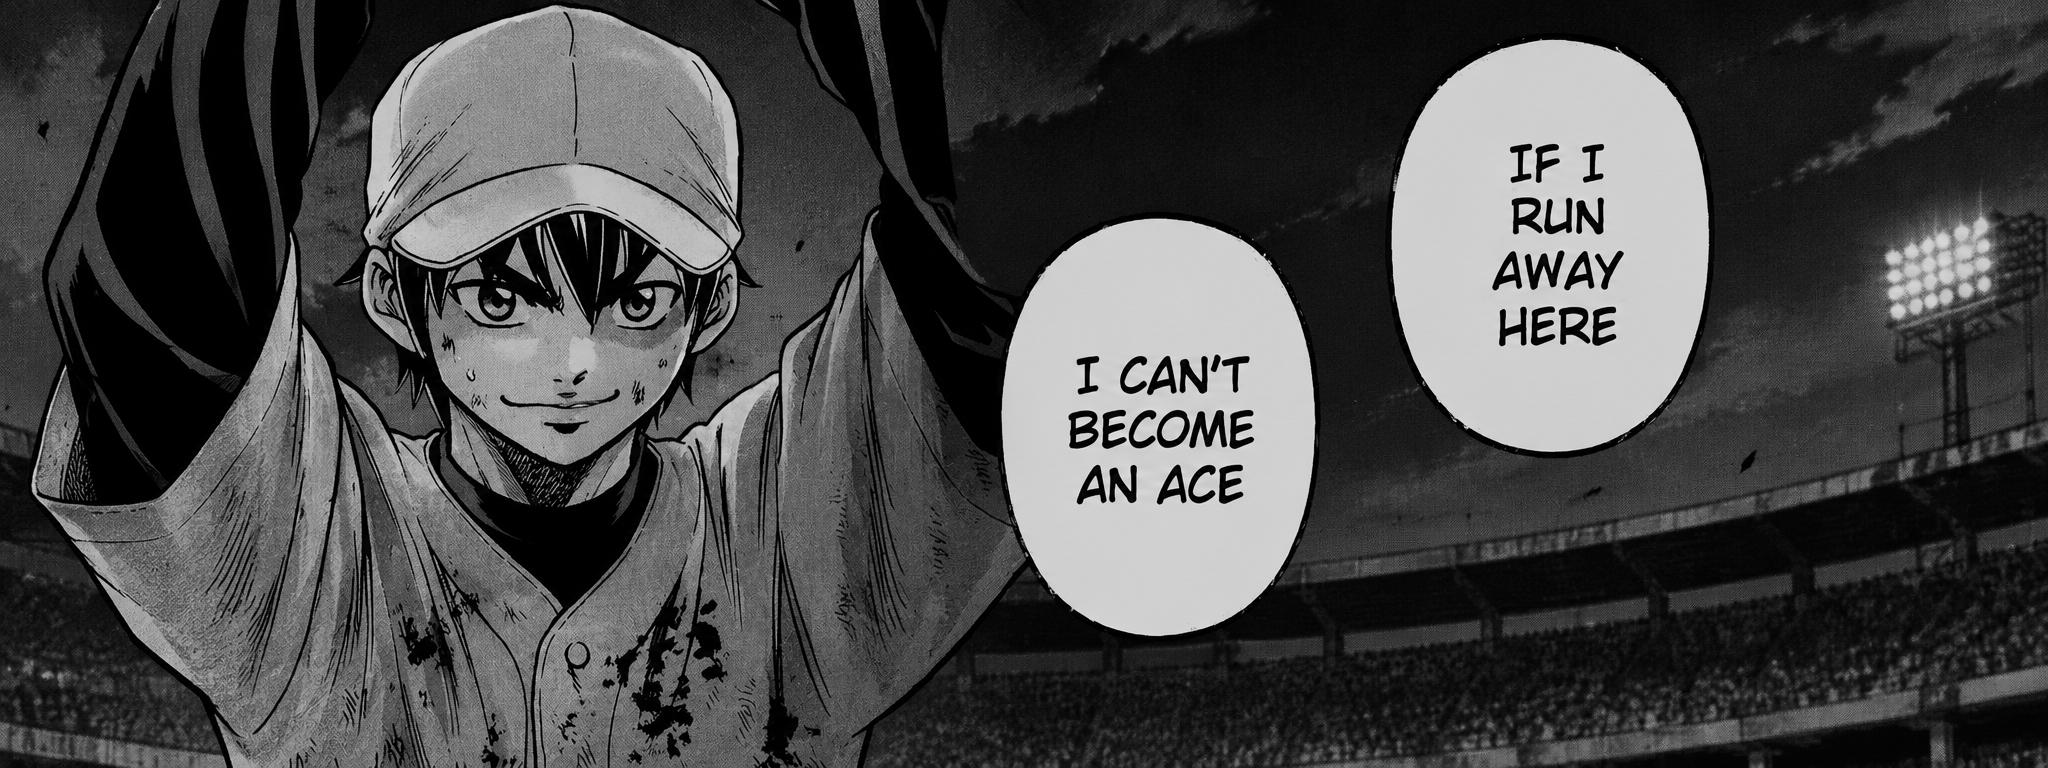 IF I
RUN
AWAY
HERE
I CAN'T
BECOME
AN ACE